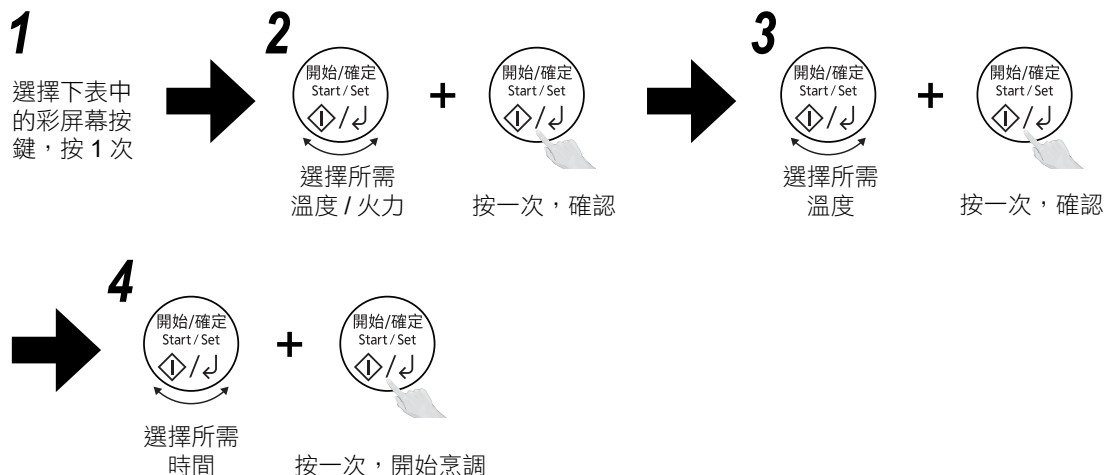 1
選擇下表中
的彩屏幕按
鍵，按 1 次
2
開始/確定
Start/Set
選擇所需
溫度 / 火力
+
開始/確定
Start/Set
按一次，確認
3
開始/確定
Start/Set
選擇所需
溫度
+
開始/確定
Start/Set
按一次，確認
4
開始/確定
Start/Set
選擇所需
時間
+
開始/確定
Start/Set
按一次，開始烹調